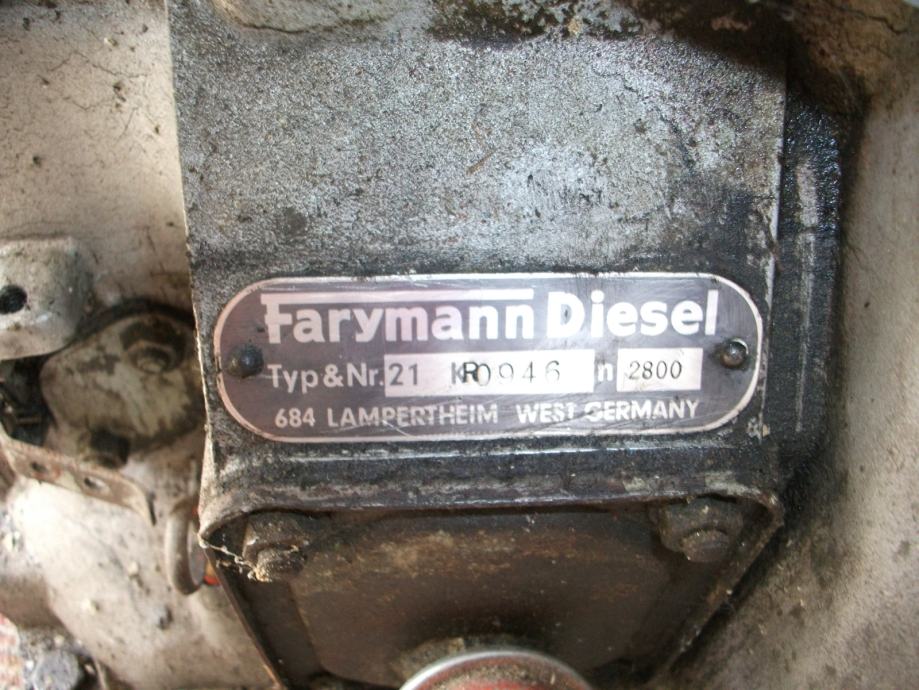 Farymann Diesel
Typ & Nr. 21 KR0946 n 2800
684 LAMPERTHEIM WEST GERMANY